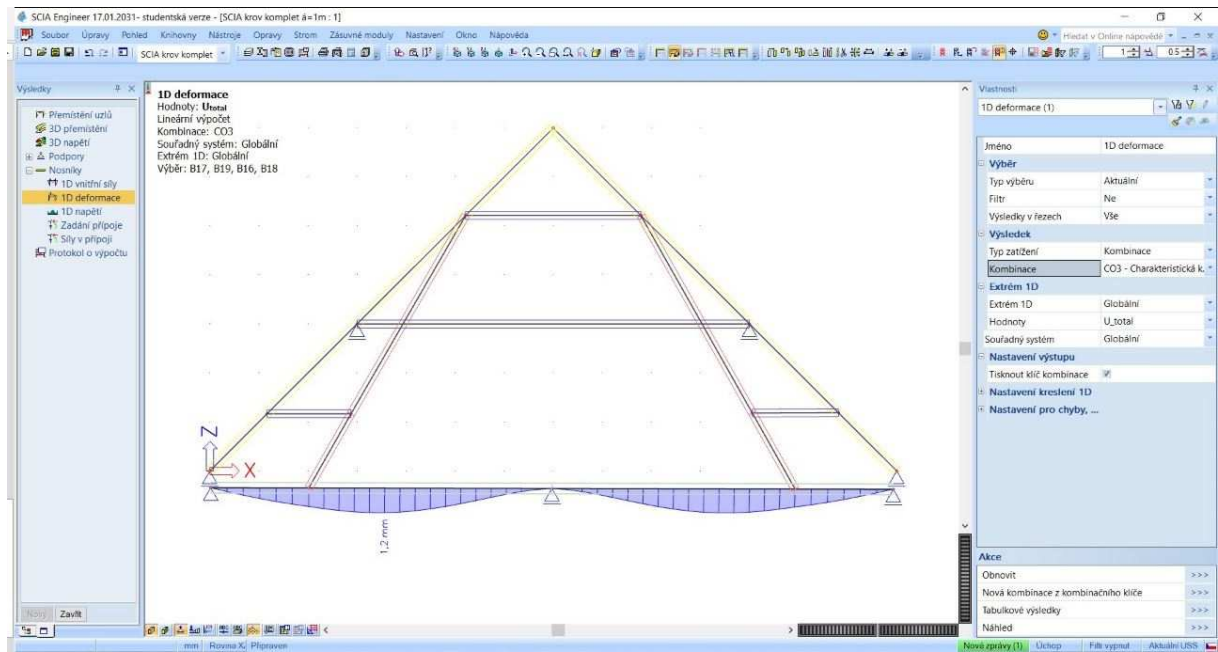 SCIA Engineer 17.01.2031- studentská verze - [SCIA krov komplet á=1m : 1]
Soubor Úpravy Pohled Knihovny Nástroje Opravy Strom Zásuvné moduly Nastavení Okno Nápověda
Hledat v Online nápovědě
SCIA krov komplet
1
0.5
Výsledky
Přemístění uzlů
3D přemístění
3D napětí
Podpory
Nosníky
1D vnitřní síly
1D deformace
1D napětí
Zadání přípoje
Síly v přípoji
Protokol o výpočtu
Nový
Zavřít
1D deformace
Hodnoty: Utotal
Lineární výpočet
Kombinace: CO3
Souřadný systém: Globální
Extrém 1D: Globální
Výběr: B17, B19, B16, B18
Z
X
1,2 mm
Vlastnosti
1D deformace (1)
Jméno 1D deformace
Výběr
Typ výběru Aktuální
Filtr Ne
Výsledky v řezech Vše
Výsledek
Typ zatížení Kombinace
Kombinace CO3 - Charakteristická k.
Extrém 1D
Extrém 1D Globální
Hodnoty U_total
Souřadný systém Globální
Nastavení výstupu
Tisknout klíč kombinace
Nastavení kreslení 1D
Nastavení pro chyby, ...
Akce
Obnovit >>>
Nová kombinace z kombinačního klíče >>>
Tabulkové výsledky >>>
Náhled >>>
mm Rovina X, Připraven
Nové zprávy (1) Úchop Filtr vypnut Aktuální USS